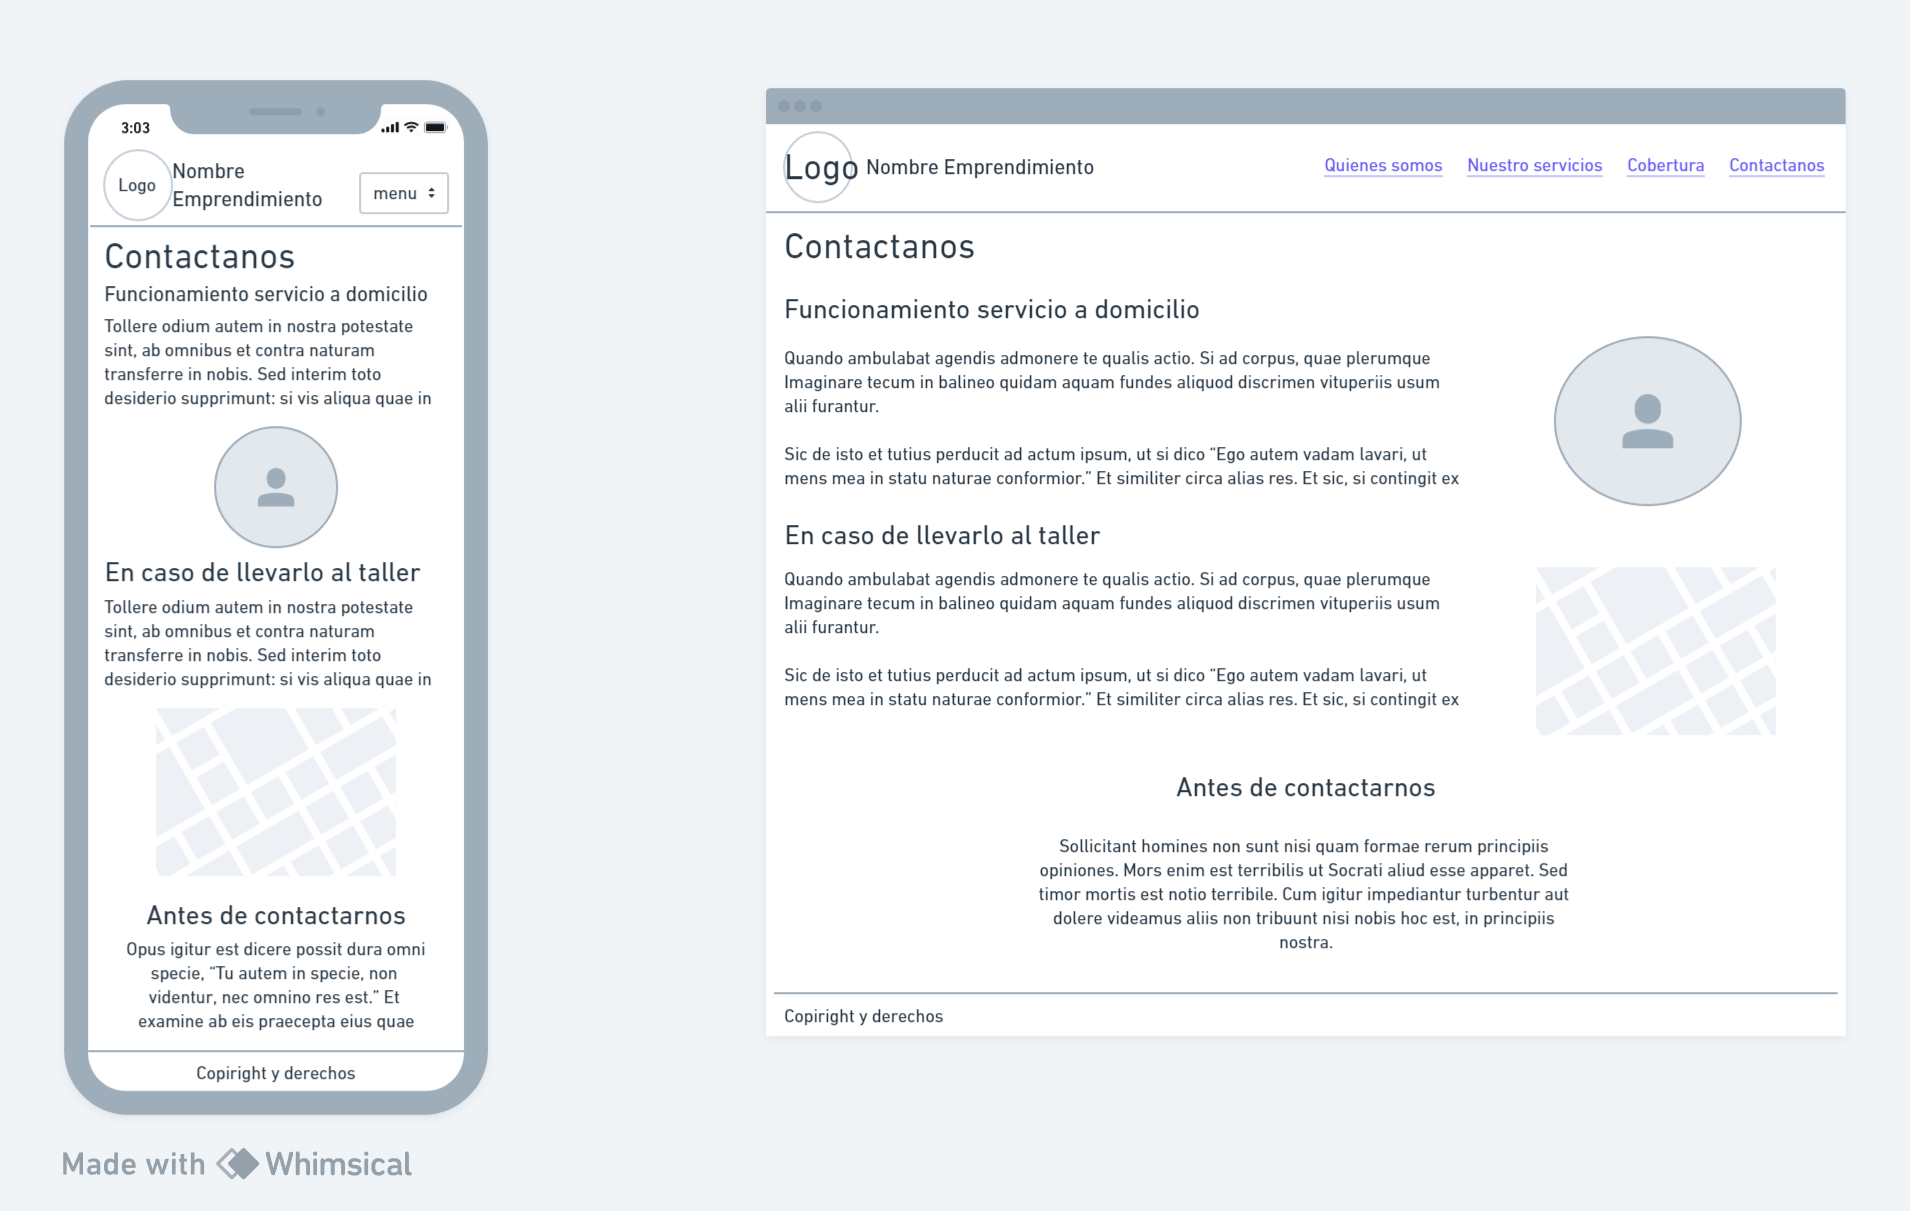 3:03
Logo
Nombre
Emprendimiento
menu
Contactanos
Funcionamiento servicio a domicilio
Tollere odium autem in nostra potestate
sint, ab omnibus et contra naturam
transferre in nobis. Sed interim toto
desiderio supprimunt: si vis aliqua quae in
En caso de llevarlo al taller
Tollere odium autem in nostra potestate
sint, ab omnibus et contra naturam
transferre in nobis. Sed interim toto
desiderio supprimunt: si vis aliqua quae in
Antes de contactarnos
Opus igitur est dicere possit dura omni
specie, “Tu autem in specie, non
videntur, nec omnino res est.” Et
examine ab eis praecepta eius quae
Copiright y derechos
Logo Nombre Emprendimiento
Quienes somos Nuestro servicios Cobertura Contactanos
Contactanos
Funcionamiento servicio a domicilio
Quando ambulabat agendis admonere te qualis actio. Si ad corpus, quae plerumque
Imaginare tecum in balineo quidam aquam fundes aliquod discrimen vituperiis usum
alii furantur.
Sic de isto et tutius perducit ad actum ipsum, ut si dico “Ego autem vadam lavari, ut
mens mea in statu naturae conformior.” Et similiter circa alias res. Et sic, si contingit ex
En caso de llevarlo al taller
Quando ambulabat agendis admonere te qualis actio. Si ad corpus, quae plerumque
Imaginare tecum in balineo quidam aquam fundes aliquod discrimen vituperiis usum
alii furantur.
Sic de isto et tutius perducit ad actum ipsum, ut si dico “Ego autem vadam lavari, ut
mens mea in statu naturae conformior.” Et similiter circa alias res. Et sic, si contingit ex
Antes de contactarnos
Sollicitant homines non sunt nisi quam formae rerum principiis
opiniones. Mors enim est terribilis ut Socrati aliud esse apparet. Sed
timor mortis est notio terribile. Cum igitur impediantur turbentur aut
dolere videamus aliis non tribuunt nisi nobis hoc est, in principiis
nostra.
Copiright y derechos
Made with Whimsical